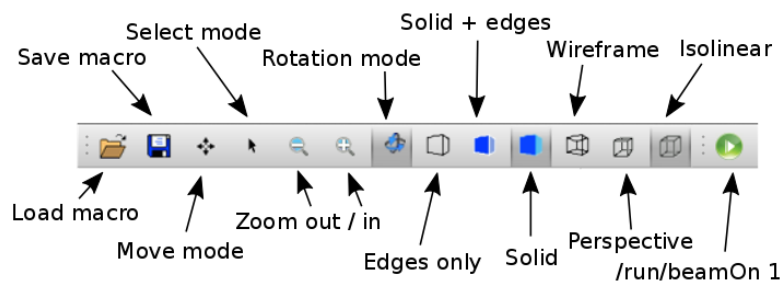 Solid + edges
Select mode
Save macro
Rotation mode
Wireframe
Isolinear
Load macro
Move mode
Zoom out / in
Edges only
Solid
Perspective
/run/beamOn 1